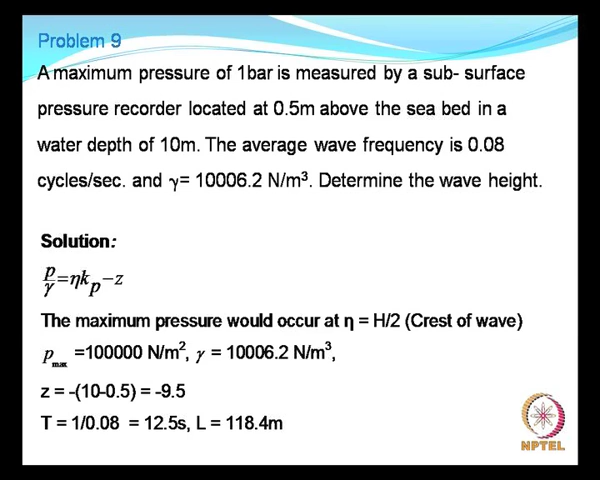 Problem 9
A maximum pressure of 1bar is measured by a sub- surface
pressure recorder located at 0.5m above the sea bed in a
water depth of 10m. The average wave frequency is 0.08
cycles/sec. and γ= 10006.2 N/m³. Determine the wave height.
Solution:
p/γ=ηkₚ−z
The maximum pressure would occur at η = H/2 (Crest of wave)
pₘₐₓ =100000 N/m², γ = 10006.2 N/m³,
z = -(10-0.5) = -9.5
T = 1/0.08 = 12.5s, L = 118.4m
NPTEL